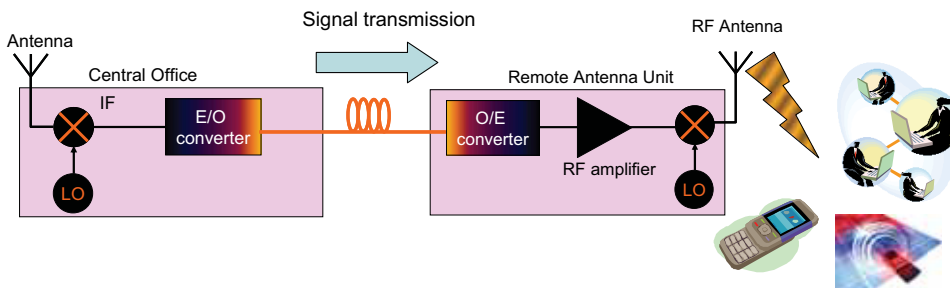 Signal transmission
Antenna
RF Antenna
Central Office
Remote Antenna Unit
IF
E/O
converter
O/E
converter
RF amplifier
LO
LO